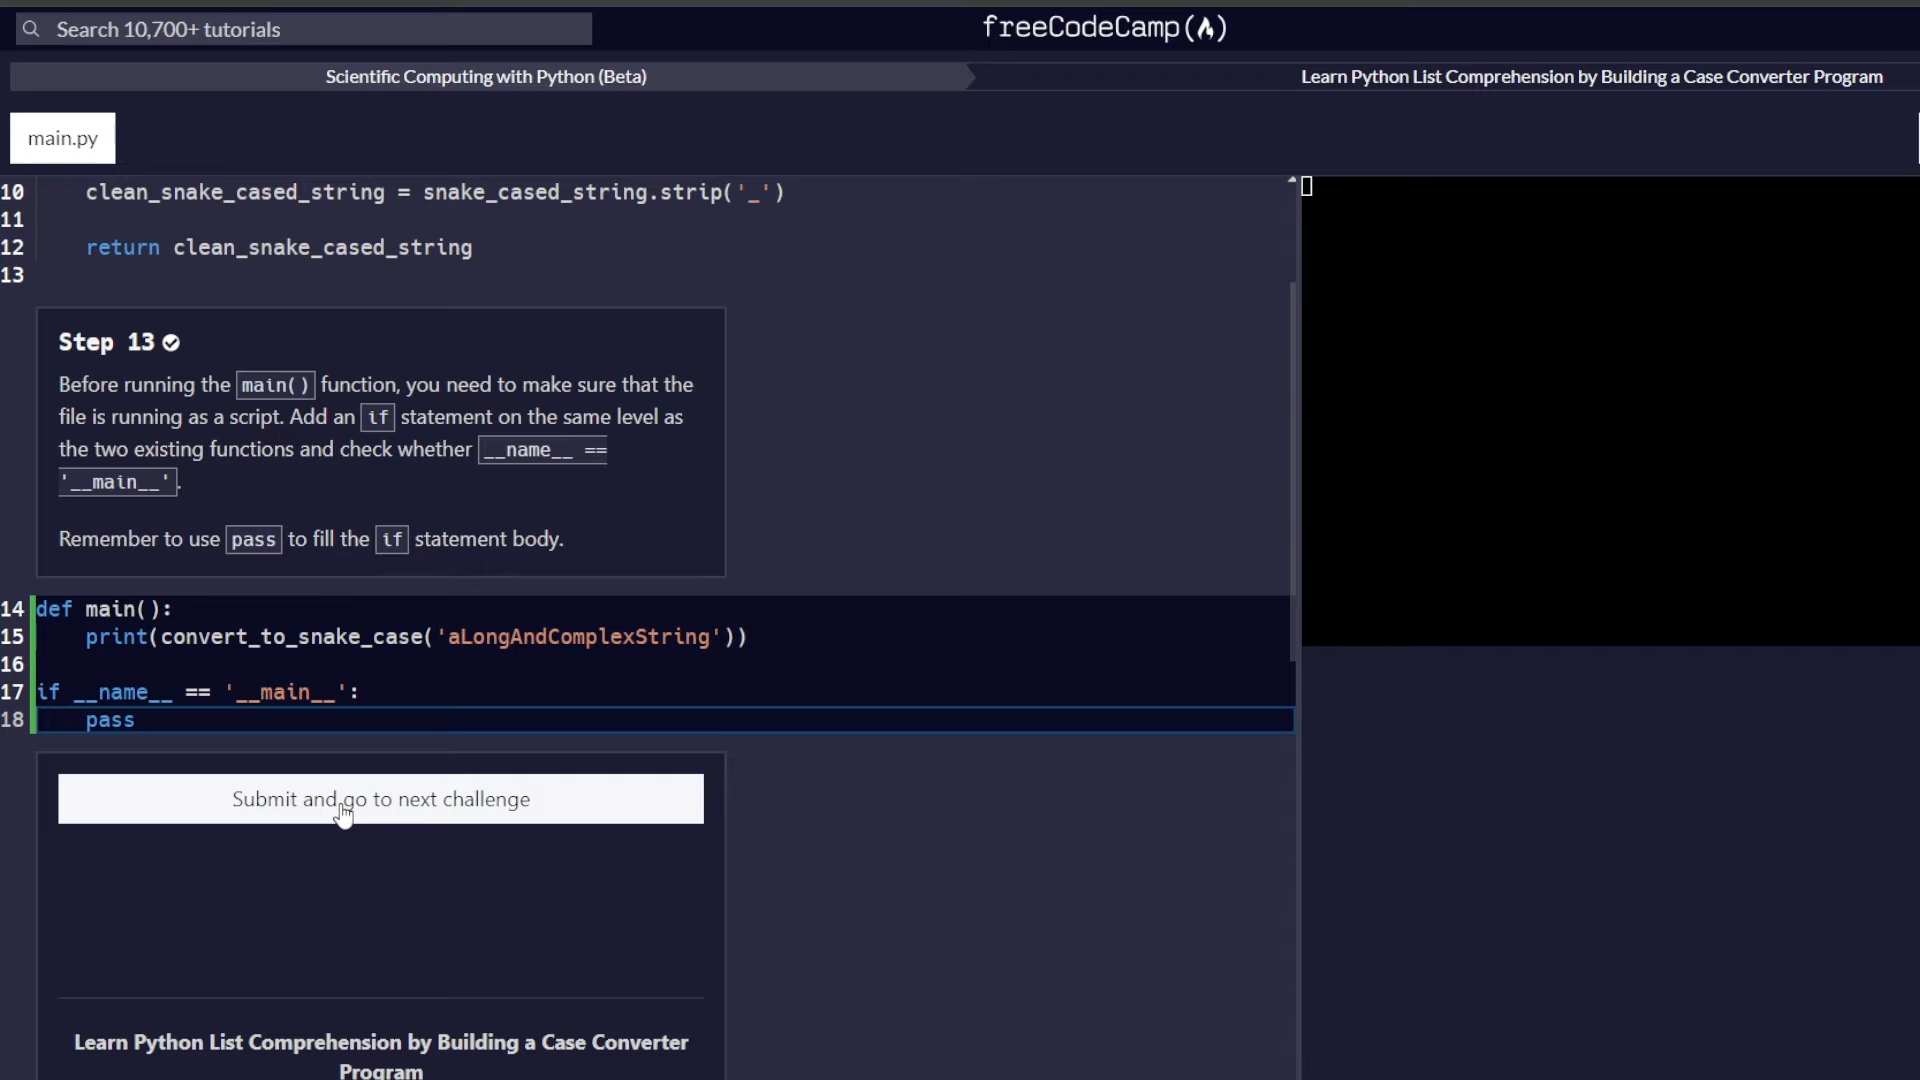 Search 10,700+ tutorials
freeCodeCamp
Scientific Computing with Python (Beta)
Learn Python List Comprehension by Building a Case Converter Program
main.py
10 clean_snake_cased_string = snake_cased_string.strip('_')
11
12 return clean_snake_cased_string
13
Step 13
Before running the main() function, you need to make sure that the
file is running as a script. Add an if statement on the same level as
the two existing functions and check whether __name__ ==
'__main__'.
Remember to use pass to fill the if statement body.
14 def main():
15 print(convert_to_snake_case('aLongAndComplexString'))
16
17 if __name__ == '__main__':
18 pass
Submit and go to next challenge
Learn Python List Comprehension by Building a Case Converter
Program